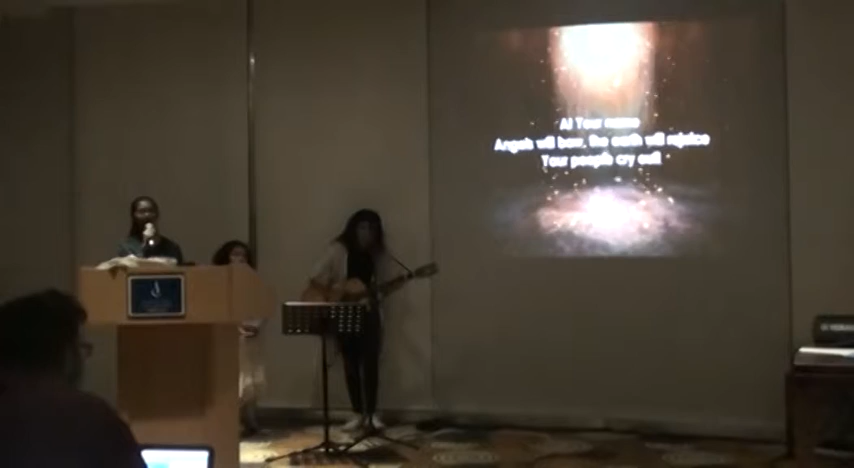 At Your name
Angels will bow, the earth will rejoice
Your people cry out